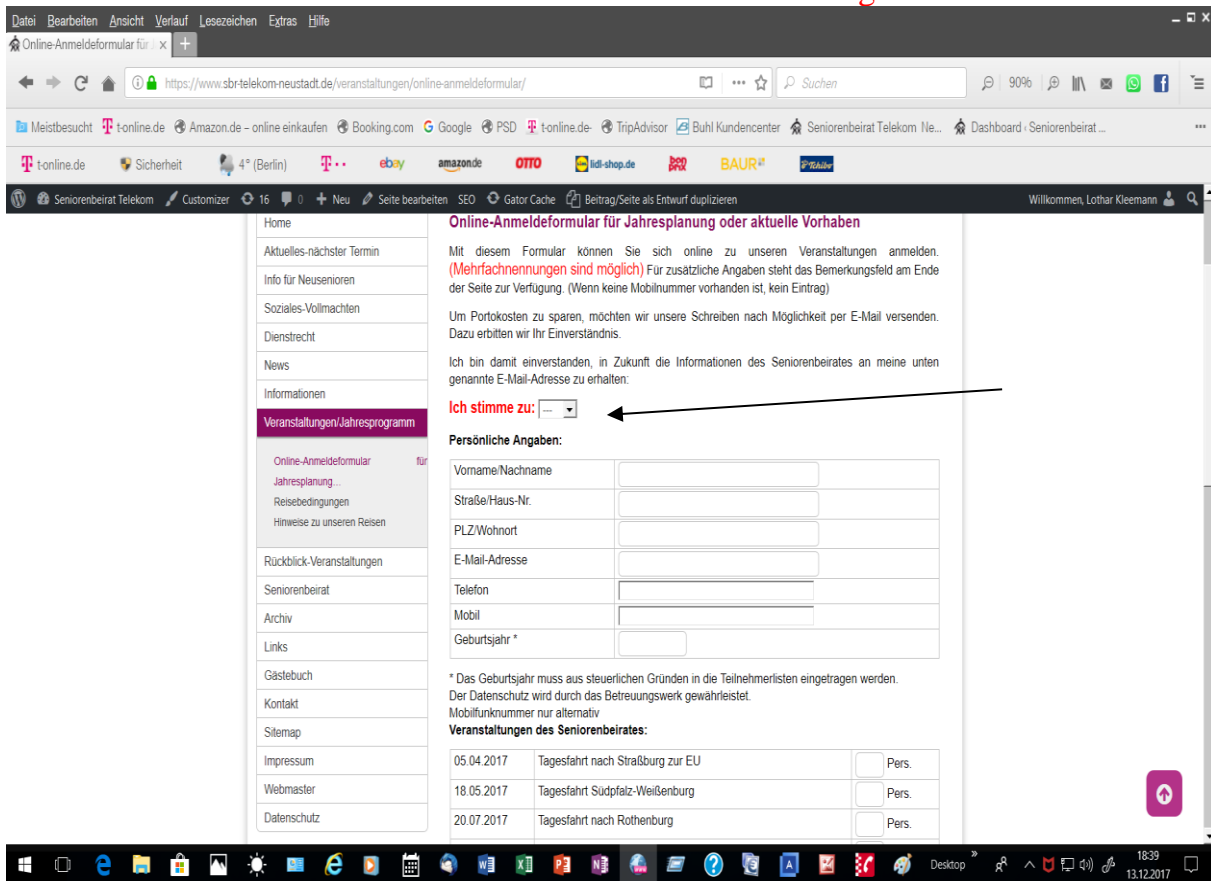 Datei Bearbeiten Ansicht Verlauf Lesezeichen Extras Hilfe
Online-Anmeldeformular für J
https://www.sbr-telekom-neustadt.de/veranstaltungen/online-anmeldeformular/
Suchen
90%
Meistbesucht t-online.de Amazon.de – online einkaufen Booking.com Google PSD t-online.de- TripAdvisor Buhl Kundencenter Seniorenbeirat Telekom Ne... Dashboard ‹ Seniorenbeirat ...
t-online.de Sicherheit 4° (Berlin) T·· ebay amazon.de OTTO lidl-shop.de bon prix BAUR Tchibo
Seniorenbeirat Telekom Customizer 16 0 + Neu Seite bearbeiten SEO Gator Cache Beitrag/Seite als Entwurf duplizieren Willkommen, Lothar Kleemann
Home
Aktuelles-nächster Termin
Info für Neusenioren
Soziales-Vollmachten
Dienstrecht
News
Informationen
Veranstaltungen/Jahresprogramm
Online-Anmeldeformular für
Jahresplanung...
Reisebedingungen
Hinweise zu unseren Reisen
Rückblick-Veranstaltungen
Seniorenbeirat
Archiv
Links
Gästebuch
Kontakt
Sitemap
Impressum
Webmaster
Datenschutz
Online-Anmeldeformular für Jahresplanung oder aktuelle Vorhaben
Mit diesem Formular können Sie sich online zu unseren Veranstaltungen anmelden.
(Mehrfachnennungen sind möglich) Für zusätzliche Angaben steht das Bemerkungsfeld am Ende
der Seite zur Verfügung. (Wenn keine Mobilnummer vorhanden ist, kein Eintrag)
Um Portokosten zu sparen, möchten wir unsere Schreiben nach Möglichkeit per E-Mail versenden.
Dazu erbitten wir Ihr Einverständnis.
Ich bin damit einverstanden, in Zukunft die Informationen des Seniorenbeirates an meine unten
genannte E-Mail-Adresse zu erhalten:
Ich stimme zu: ---
Persönliche Angaben:
Vorname/Nachname
Straße/Haus-Nr.
PLZ/Wohnort
E-Mail-Adresse
Telefon
Mobil
Geburtsjahr *
* Das Geburtsjahr muss aus steuerlichen Gründen in die Teilnehmerlisten eingetragen werden.
Der Datenschutz wird durch das Betreuungswerk gewährleistet.
Mobilfunknummer nur alternativ
Veranstaltungen des Seniorenbeirates:
05.04.2017 Tagesfahrt nach Straßburg zur EU Pers.
18.05.2017 Tagesfahrt Südpfalz-Weißenburg Pers.
20.07.2017 Tagesfahrt nach Rothenburg Pers.
Desktop
18:39
13.12.2017